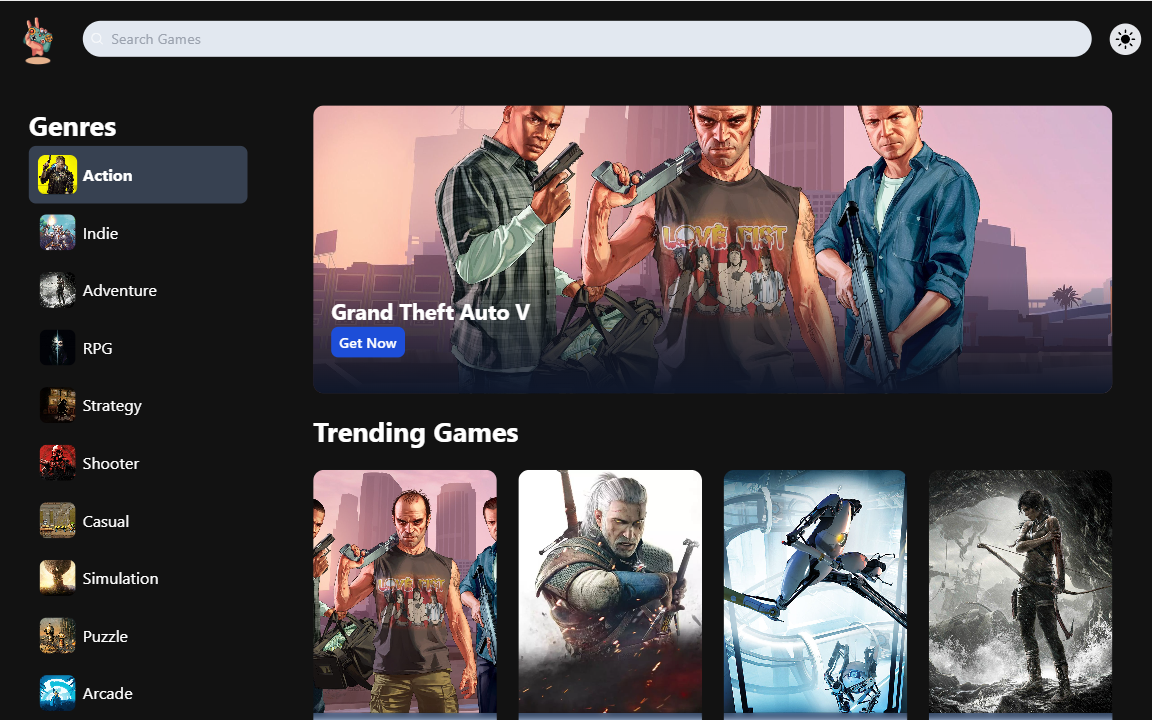 Search Games
Genres
Action
Indie
Adventure
RPG
Strategy
Shooter
Casual
Simulation
Puzzle
Arcade
LOVE FIST
Grand Theft Auto V
Get Now
Trending Games
LOVE FIST